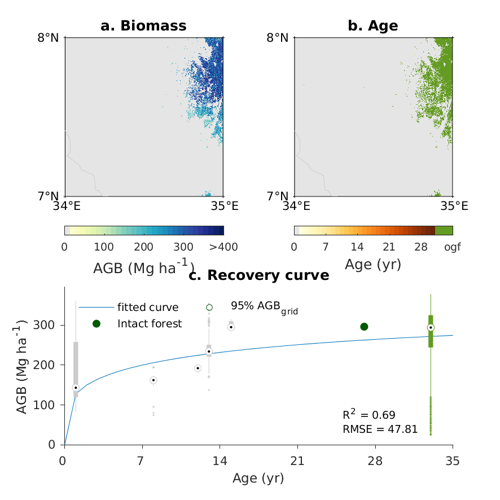 a. Biomass
b. Age
8°N
7°N
34°E
35°E
8°N
7°N
34°E
35°E
0
100
200
300
>400
AGB (Mg ha⁻¹)
0
7
14
21
28
ogf
Age (yr)
c. Recovery curve
fitted curve
Intact forest
95% AGB_grid
AGB (Mg ha⁻¹)
300
200
100
0
R² = 0.69
RMSE = 47.81
0
7
14
21
28
35
Age (yr)